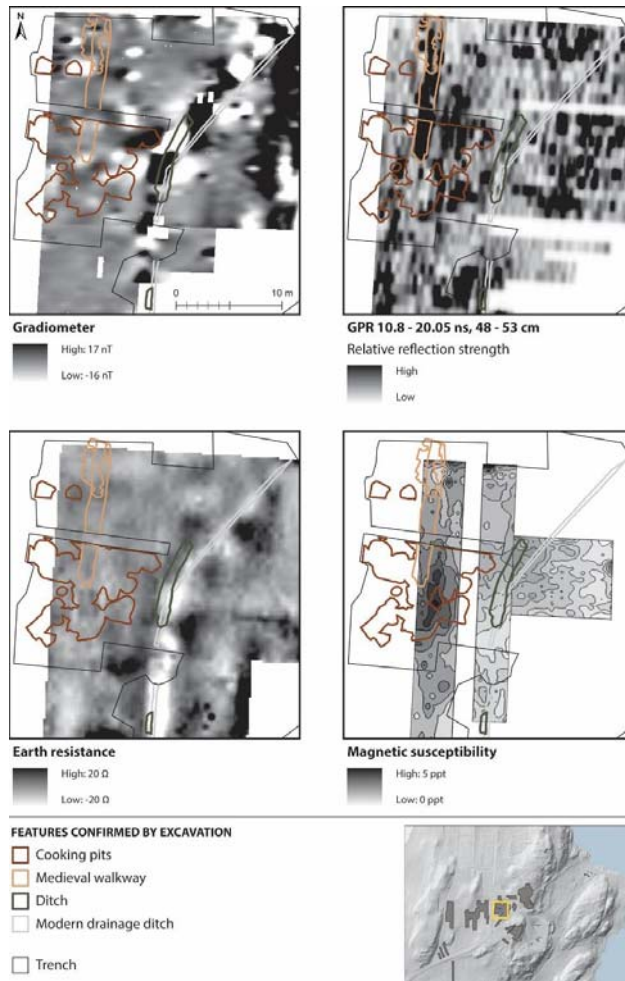 N
0 10 m
Gradiometer
High: 17 nT
Low: -16 nT
GPR 10.8 - 20.05 ns, 48 - 53 cm
Relative reflection strength
High
Low
Earth resistance
High: 20 Ω
Low: -20 Ω
Magnetic susceptibility
High: 5 ppt
Low: 0 ppt
FEATURES CONFIRMED BY EXCAVATION
Cooking pits
Medieval walkway
Ditch
Modern drainage ditch
Trench